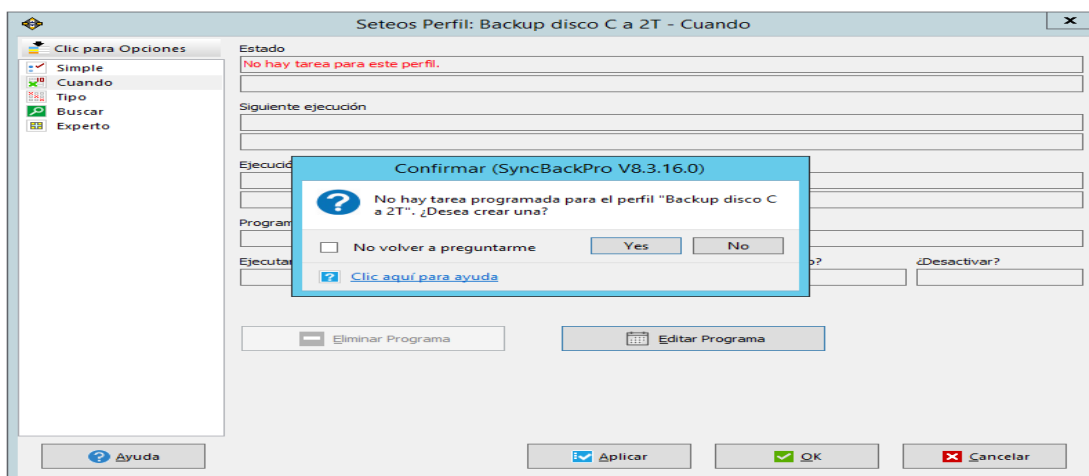 Seteos Perfil: Backup disco C a 2T - Cuando
Clic para Opciones
Simple
Cuando
Tipo
Buscar
Experto
Estado
No hay tarea para este perfil.
Siguiente ejecución
Confirmar (SyncBackPro V8.3.16.0)
No hay tarea programada para el perfil "Backup disco C
a 2T". ¿Desea crear una?
No volver a preguntarme
Yes
No
Clic aquí para ayuda
¿Desactivar?
Eliminar Programa
Editar Programa
Ayuda
Aplicar
OK
Cancelar